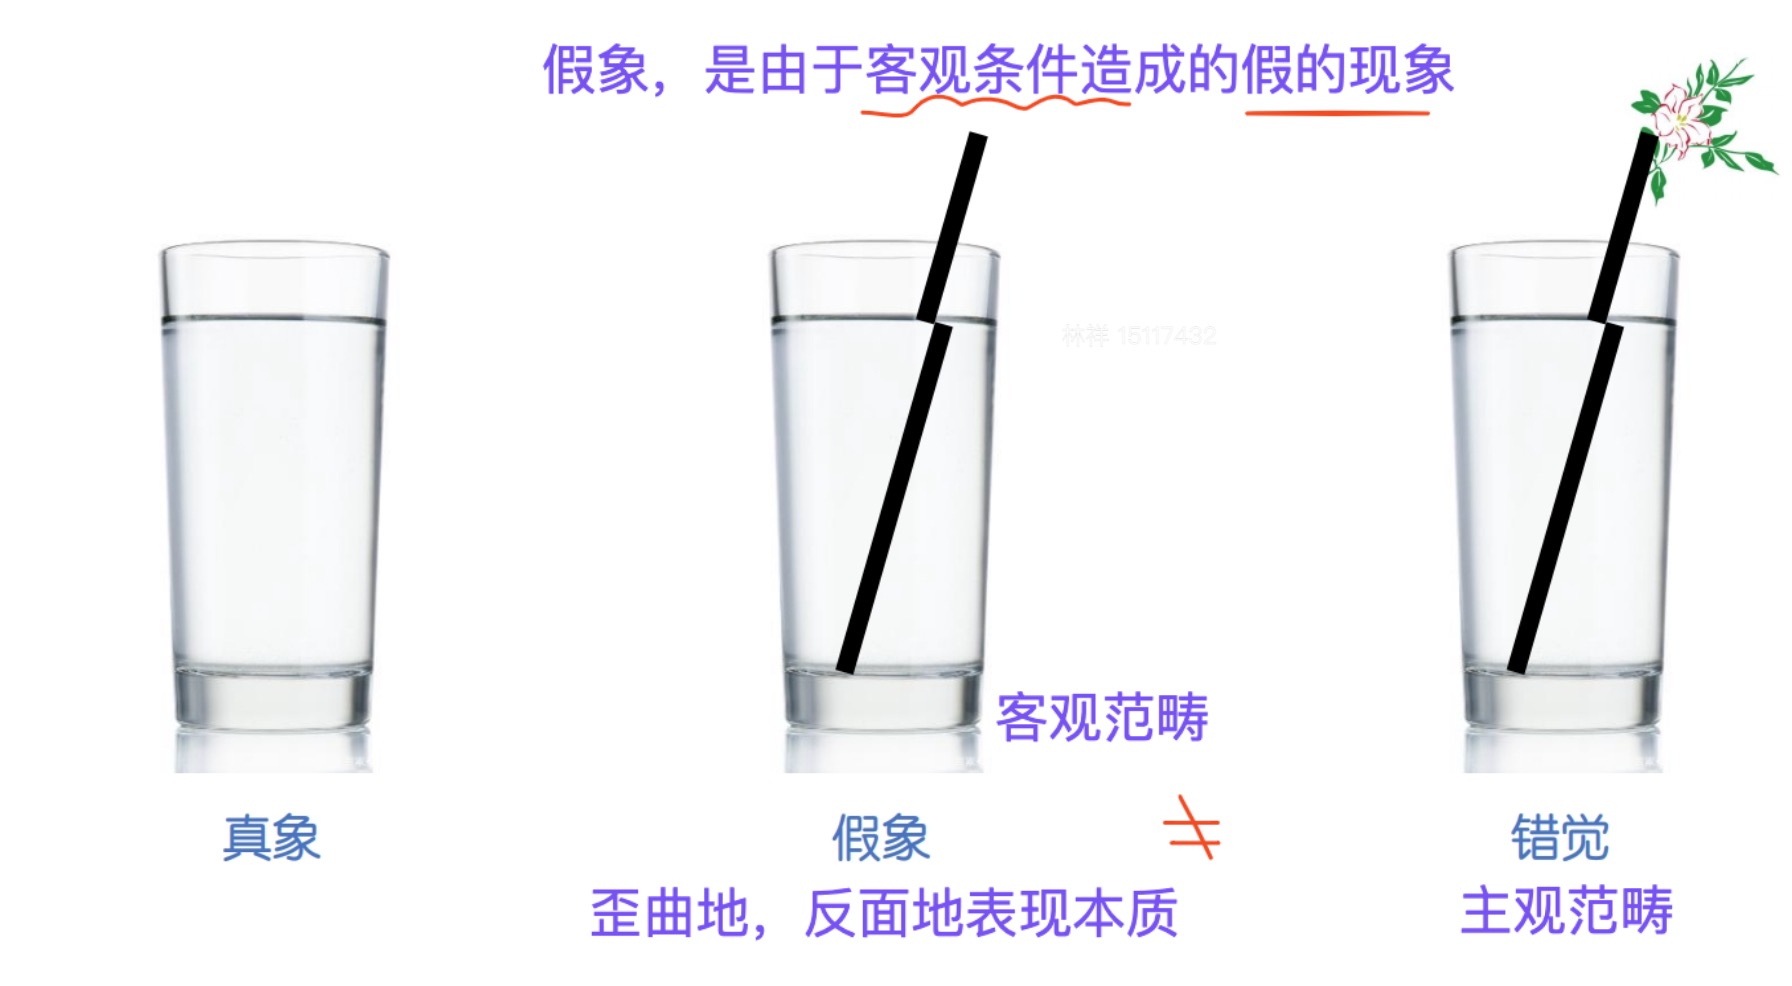 假象，是由于客观条件造成的假的现象
林祥 15117432
客观范畴
真象
假象
≠
错觉
歪曲地，反面地表现本质
主观范畴